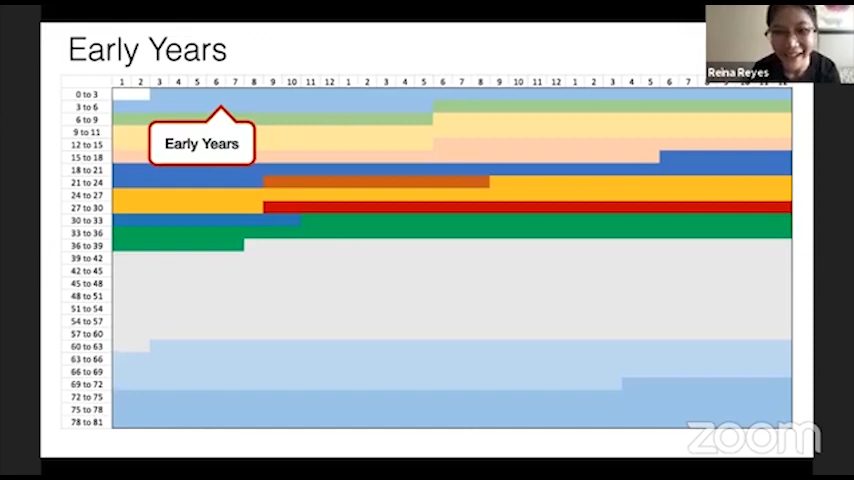 Early Years
Reina Reyes
1 2 3 4 5 6 7 8 9 10 11 12 1 2 3 4 5 6 7 8 9 10 11 12 1 2 3 4 5 6 7 8
0 to 3
3 to 6
6 to 9
9 to 11
12 to 15
15 to 18
18 to 21
21 to 24
24 to 27
27 to 30
30 to 33
33 to 36
36 to 39
39 to 42
42 to 45
45 to 48
48 to 51
51 to 54
54 to 57
57 to 60
60 to 63
63 to 66
66 to 69
69 to 72
72 to 75
75 to 78
78 to 81
Early Years
zoom